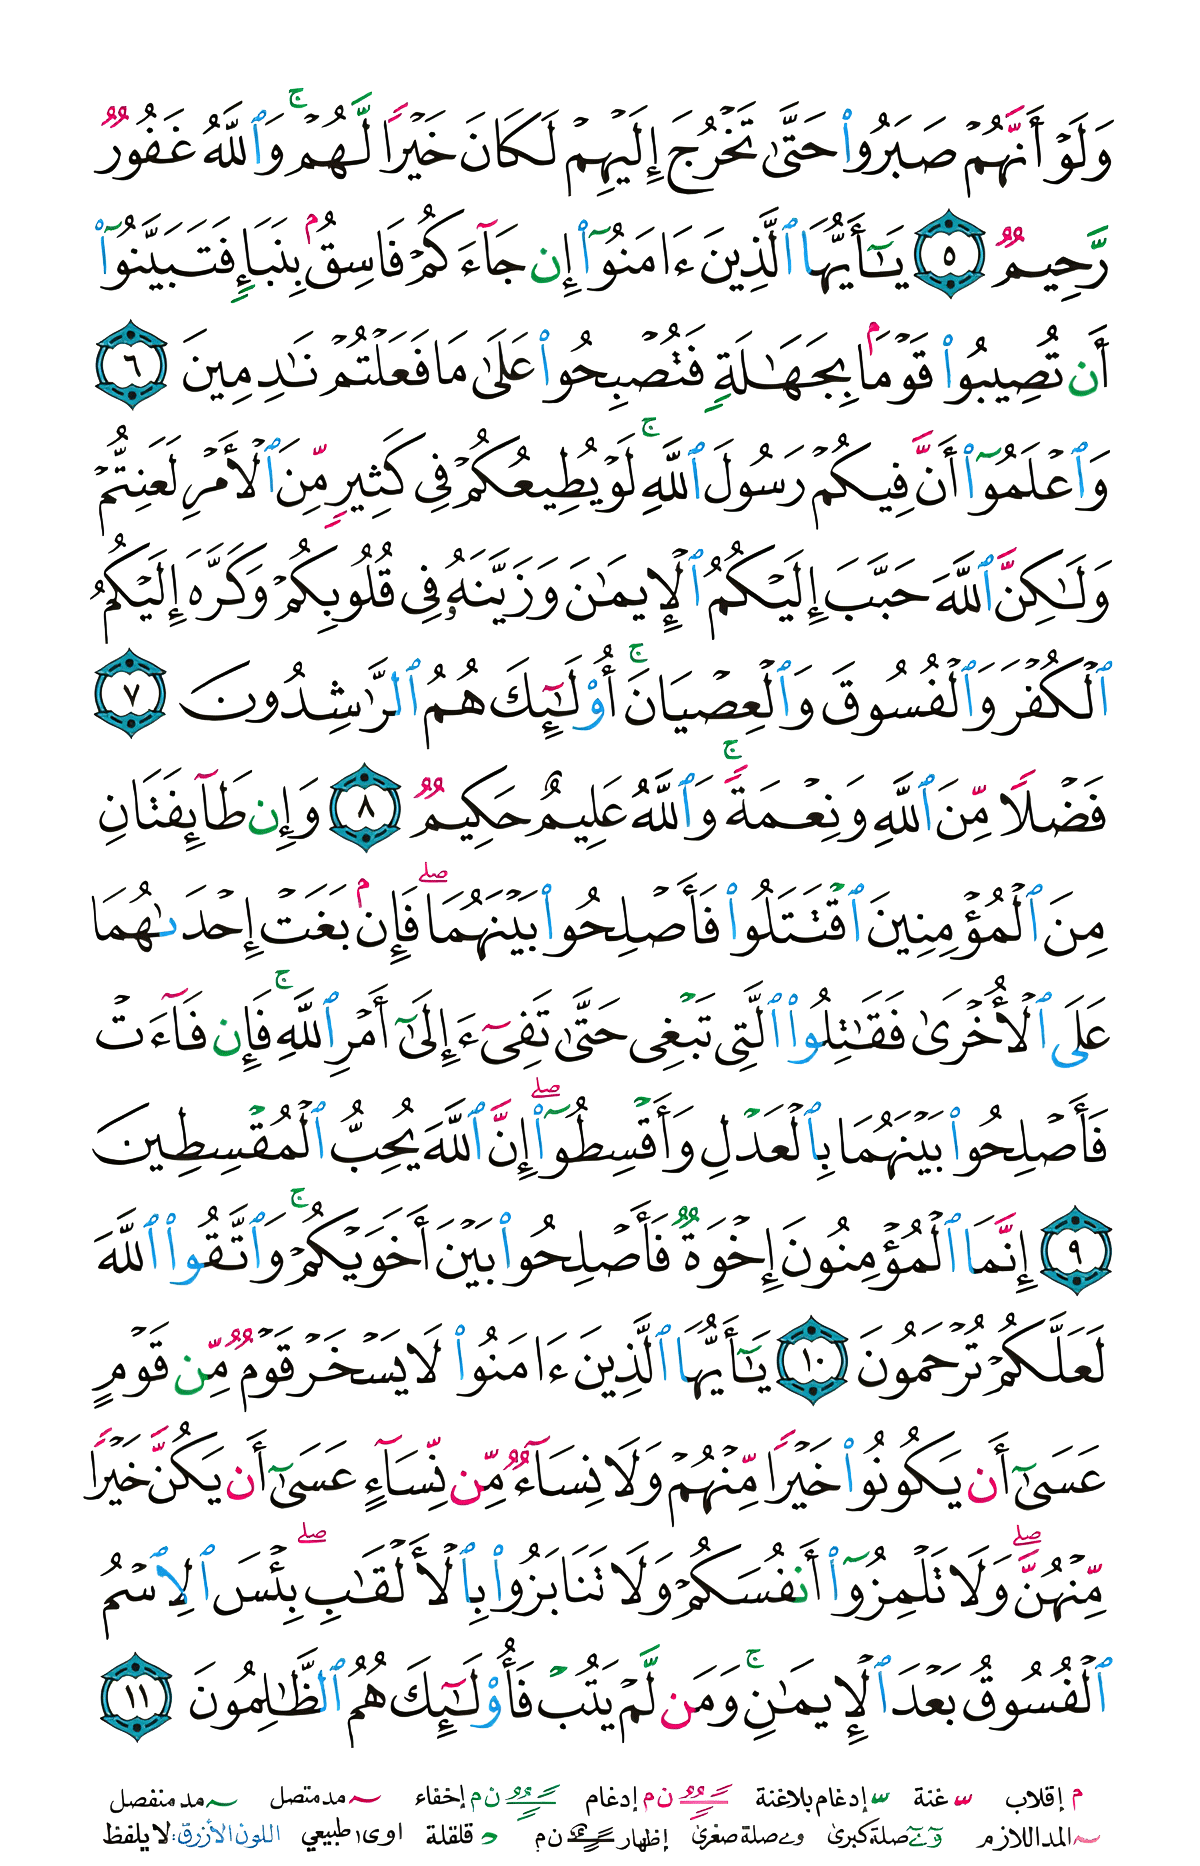 وَلَوْ أَنَّهُمْ صَبَرُوا۟ حَتَّىٰ تَخْرُجَ إِلَيْهِمْ لَكَانَ خَيْرًا لَّهُمْ ۚ وَٱللَّهُ غَفُورٌ
رَّحِيمٌ ٥ يَـٰٓأَيُّهَا ٱلَّذِينَ ءَامَنُوٓا۟ إِن جَآءَكُمْ فَاسِقٌۢ بِنَبَإٍ فَتَبَيَّنُوٓا۟
أَن تُصِيبُوا۟ قَوْمًۢا بِجَهَـٰلَةٍ فَتُصْبِحُوا۟ عَلَىٰ مَا فَعَلْتُمْ نَـٰدِمِينَ ٦
وَٱعْلَمُوٓا۟ أَنَّ فِيكُمْ رَسُولَ ٱللَّهِ ۚ لَوْ يُطِيعُكُمْ فِى كَثِيرٍ مِّنَ ٱلْأَمْرِ لَعَنِتُّمْ
وَلَـٰكِنَّ ٱللَّهَ حَبَّبَ إِلَيْكُمُ ٱلْإِيمَـٰنَ وَزَيَّنَهُۥ فِى قُلُوبِكُمْ وَكَرَّهَ إِلَيْكُمُ
ٱلْكُفْرَ وَٱلْفُسُوقَ وَٱلْعِصْيَانَ ۚ أُو۟لَـٰٓئِكَ هُمُ ٱلرَّٰشِدُونَ ٧
فَضْلًا مِّنَ ٱللَّهِ وَنِعْمَةً ۚ وَٱللَّهُ عَلِيمٌ حَكِيمٌ ٨ وَإِن طَآئِفَتَانِ
مِنَ ٱلْمُؤْمِنِينَ ٱقْتَتَلُوا۟ فَأَصْلِحُوا۟ بَيْنَهُمَا ۖ فَإِنۢ بَغَتْ إِحْدَىٰهُمَا
عَلَى ٱلْأُخْرَىٰ فَقَـٰتِلُوا۟ ٱلَّتِى تَبْغِى حَتَّىٰ تَفِىٓءَ إِلَىٰٓ أَمْرِ ٱللَّهِ ۚ فَإِن فَآءَتْ
فَأَصْلِحُوا۟ بَيْنَهُمَا بِٱلْعَدْلِ وَأَقْسِطُوٓا۟ ۖ إِنَّ ٱللَّهَ يُحِبُّ ٱلْمُقْسِطِينَ
٩ إِنَّمَا ٱلْمُؤْمِنُونَ إِخْوَةٌ فَأَصْلِحُوا۟ بَيْنَ أَخَوَيْكُمْ ۚ وَٱتَّقُوا۟ ٱللَّهَ
لَعَلَّكُمْ تُرْحَمُونَ ١٠ يَـٰٓأَيُّهَا ٱلَّذِينَ ءَامَنُوا۟ لَا يَسْخَرْ قَوْمٌ مِّن قَوْمٍ
عَسَىٰٓ أَن يَكُونُوا۟ خَيْرًا مِّنْهُمْ وَلَا نِسَآءٌ مِّن نِّسَآءٍ عَسَىٰٓ أَن يَكُنَّ خَيْرًا
مِّنْهُنَّ ۖ وَلَا تَلْمِزُوٓا۟ أَنفُسَكُمْ وَلَا تَنَابَزُوا۟ بِٱلْأَلْقَـٰبِ ۖ بِئْسَ ٱلِٱسْمُ
ٱلْفُسُوقُ بَعْدَ ٱلْإِيمَـٰنِ ۚ وَمَن لَّمْ يَتُبْ فَأُو۟لَـٰٓئِكَ هُمُ ٱلظَّـٰلِمُونَ ١١
م إقلاب ـّ غنة ـّ إدغام بلاغنة ن م إدغام ن م إخفاء ~ مد متصل ~ مد منفصل
~ المد اللازم و ے صلة كبرىٰ و ے صلة صغرىٰ إظهار ن م قلقلة اوى طبيعي اللون الأزرق: لا يلفظ